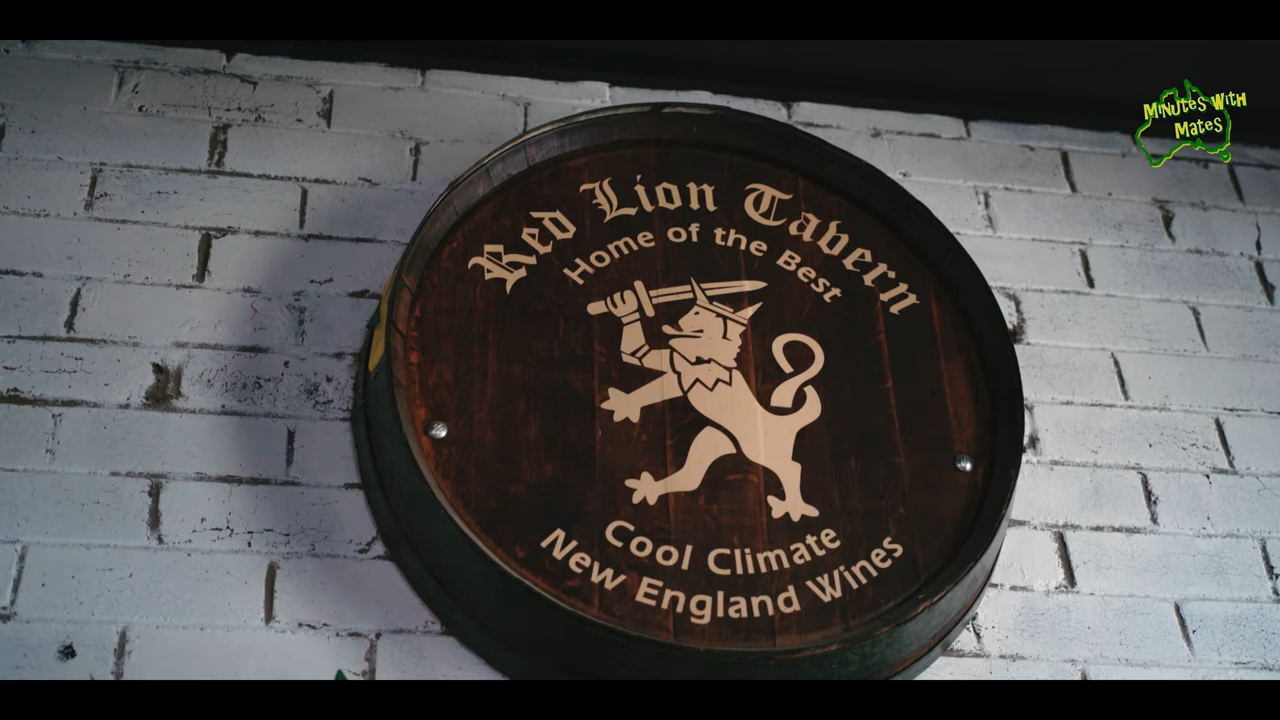 Red Lion Tavern
Home of the Best
Cool Climate
New England Wines
Minutes With
Mates